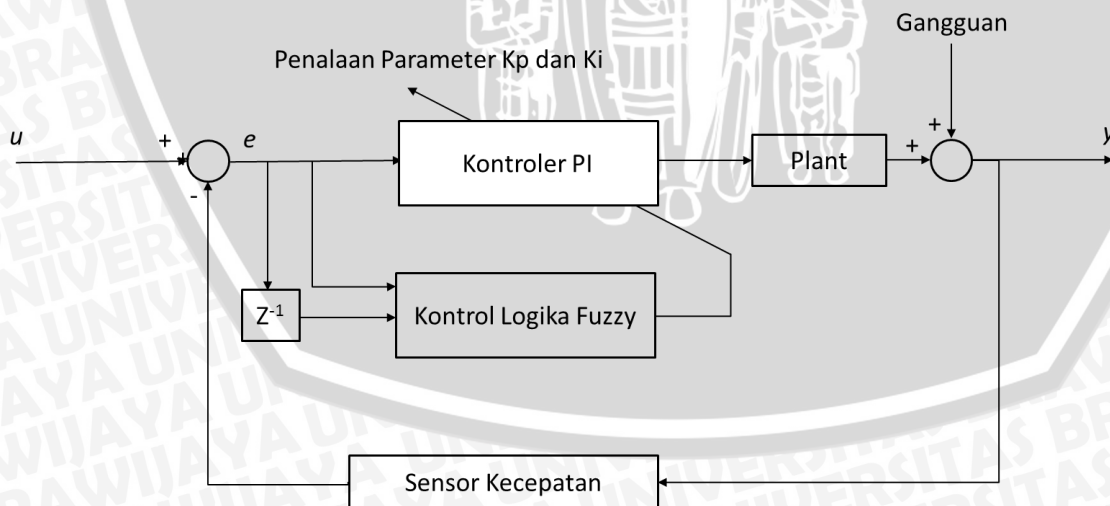 Gangguan
Penalaan Parameter Kp dan Ki
u
+
+
-
e
Kontroler PI
Plant
+
+
y
Z-1
Kontrol Logika Fuzzy
Sensor Kecepatan